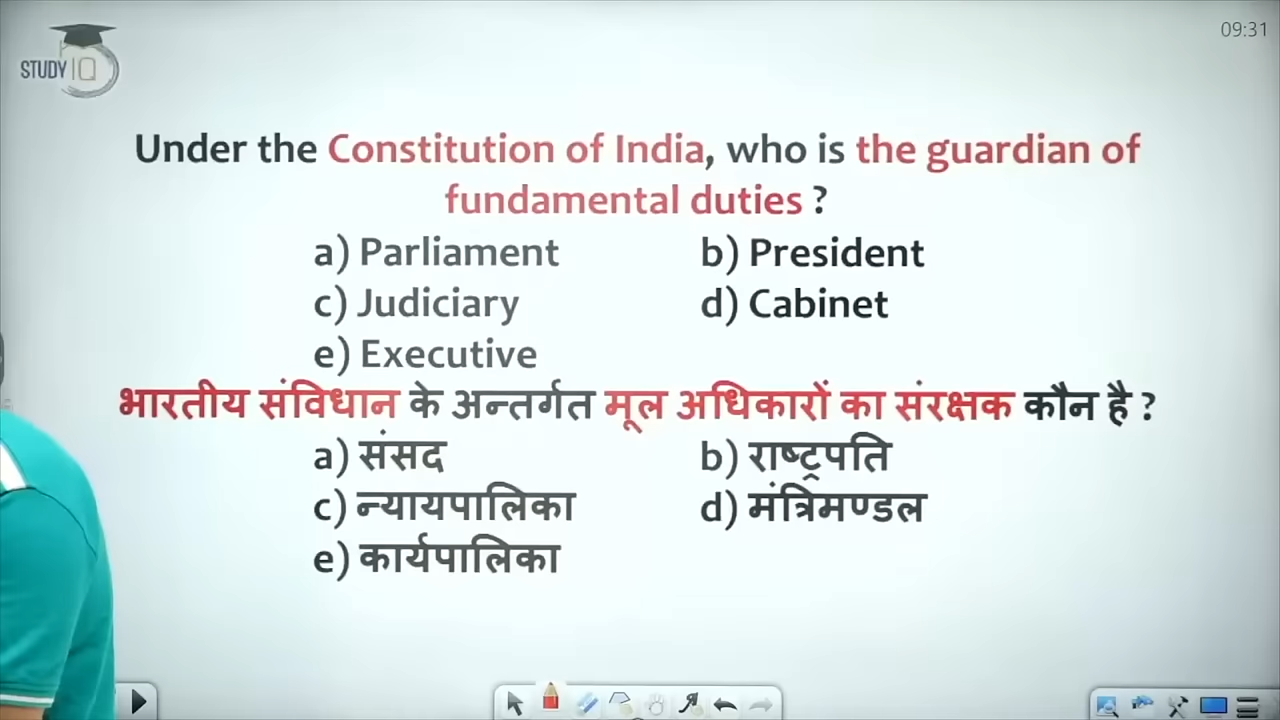 STUDY IQ
09:31
Under the Constitution of India, who is the guardian of
fundamental duties ?
a) Parliament b) President
c) Judiciary d) Cabinet
e) Executive
भारतीय संविधान के अन्तर्गत मूल अधिकारों का संरक्षक कौन है ?
a) संसद b) राष्ट्रपति
c) न्यायपालिका d) मंत्रिमण्डल
e) कार्यपालिका